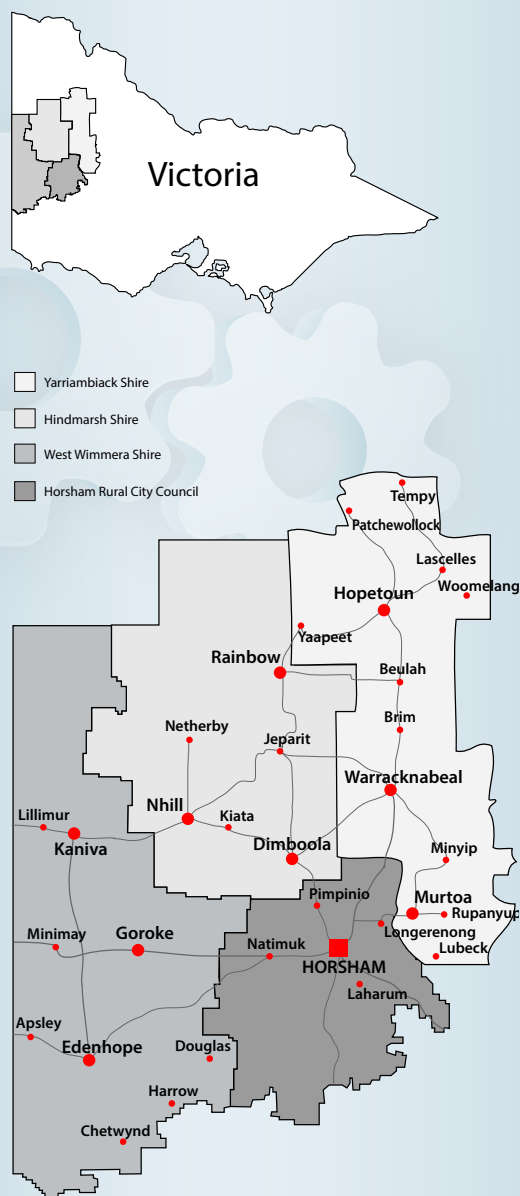 Victoria
Yarriambiack Shire
Hindmarsh Shire
West Wimmera Shire
Horsham Rural City Council
Tempy
Patchewollock
Lascelles
Woomelang
Hopetoun
Yaapeet
Rainbow
Beulah
Netherby
Brim
Jeparit
Warracknabeal
Nhill
Kiata
Lillimur
Kaniva
Dimboola
Minyip
Pimpinio
Murtoa
Rupanyup
Longerenong
Minimay
Goroke
Natimuk
Lubeck
HORSHAM
Laharum
Apsley
Edenhope
Douglas
Harrow
Chetwynd